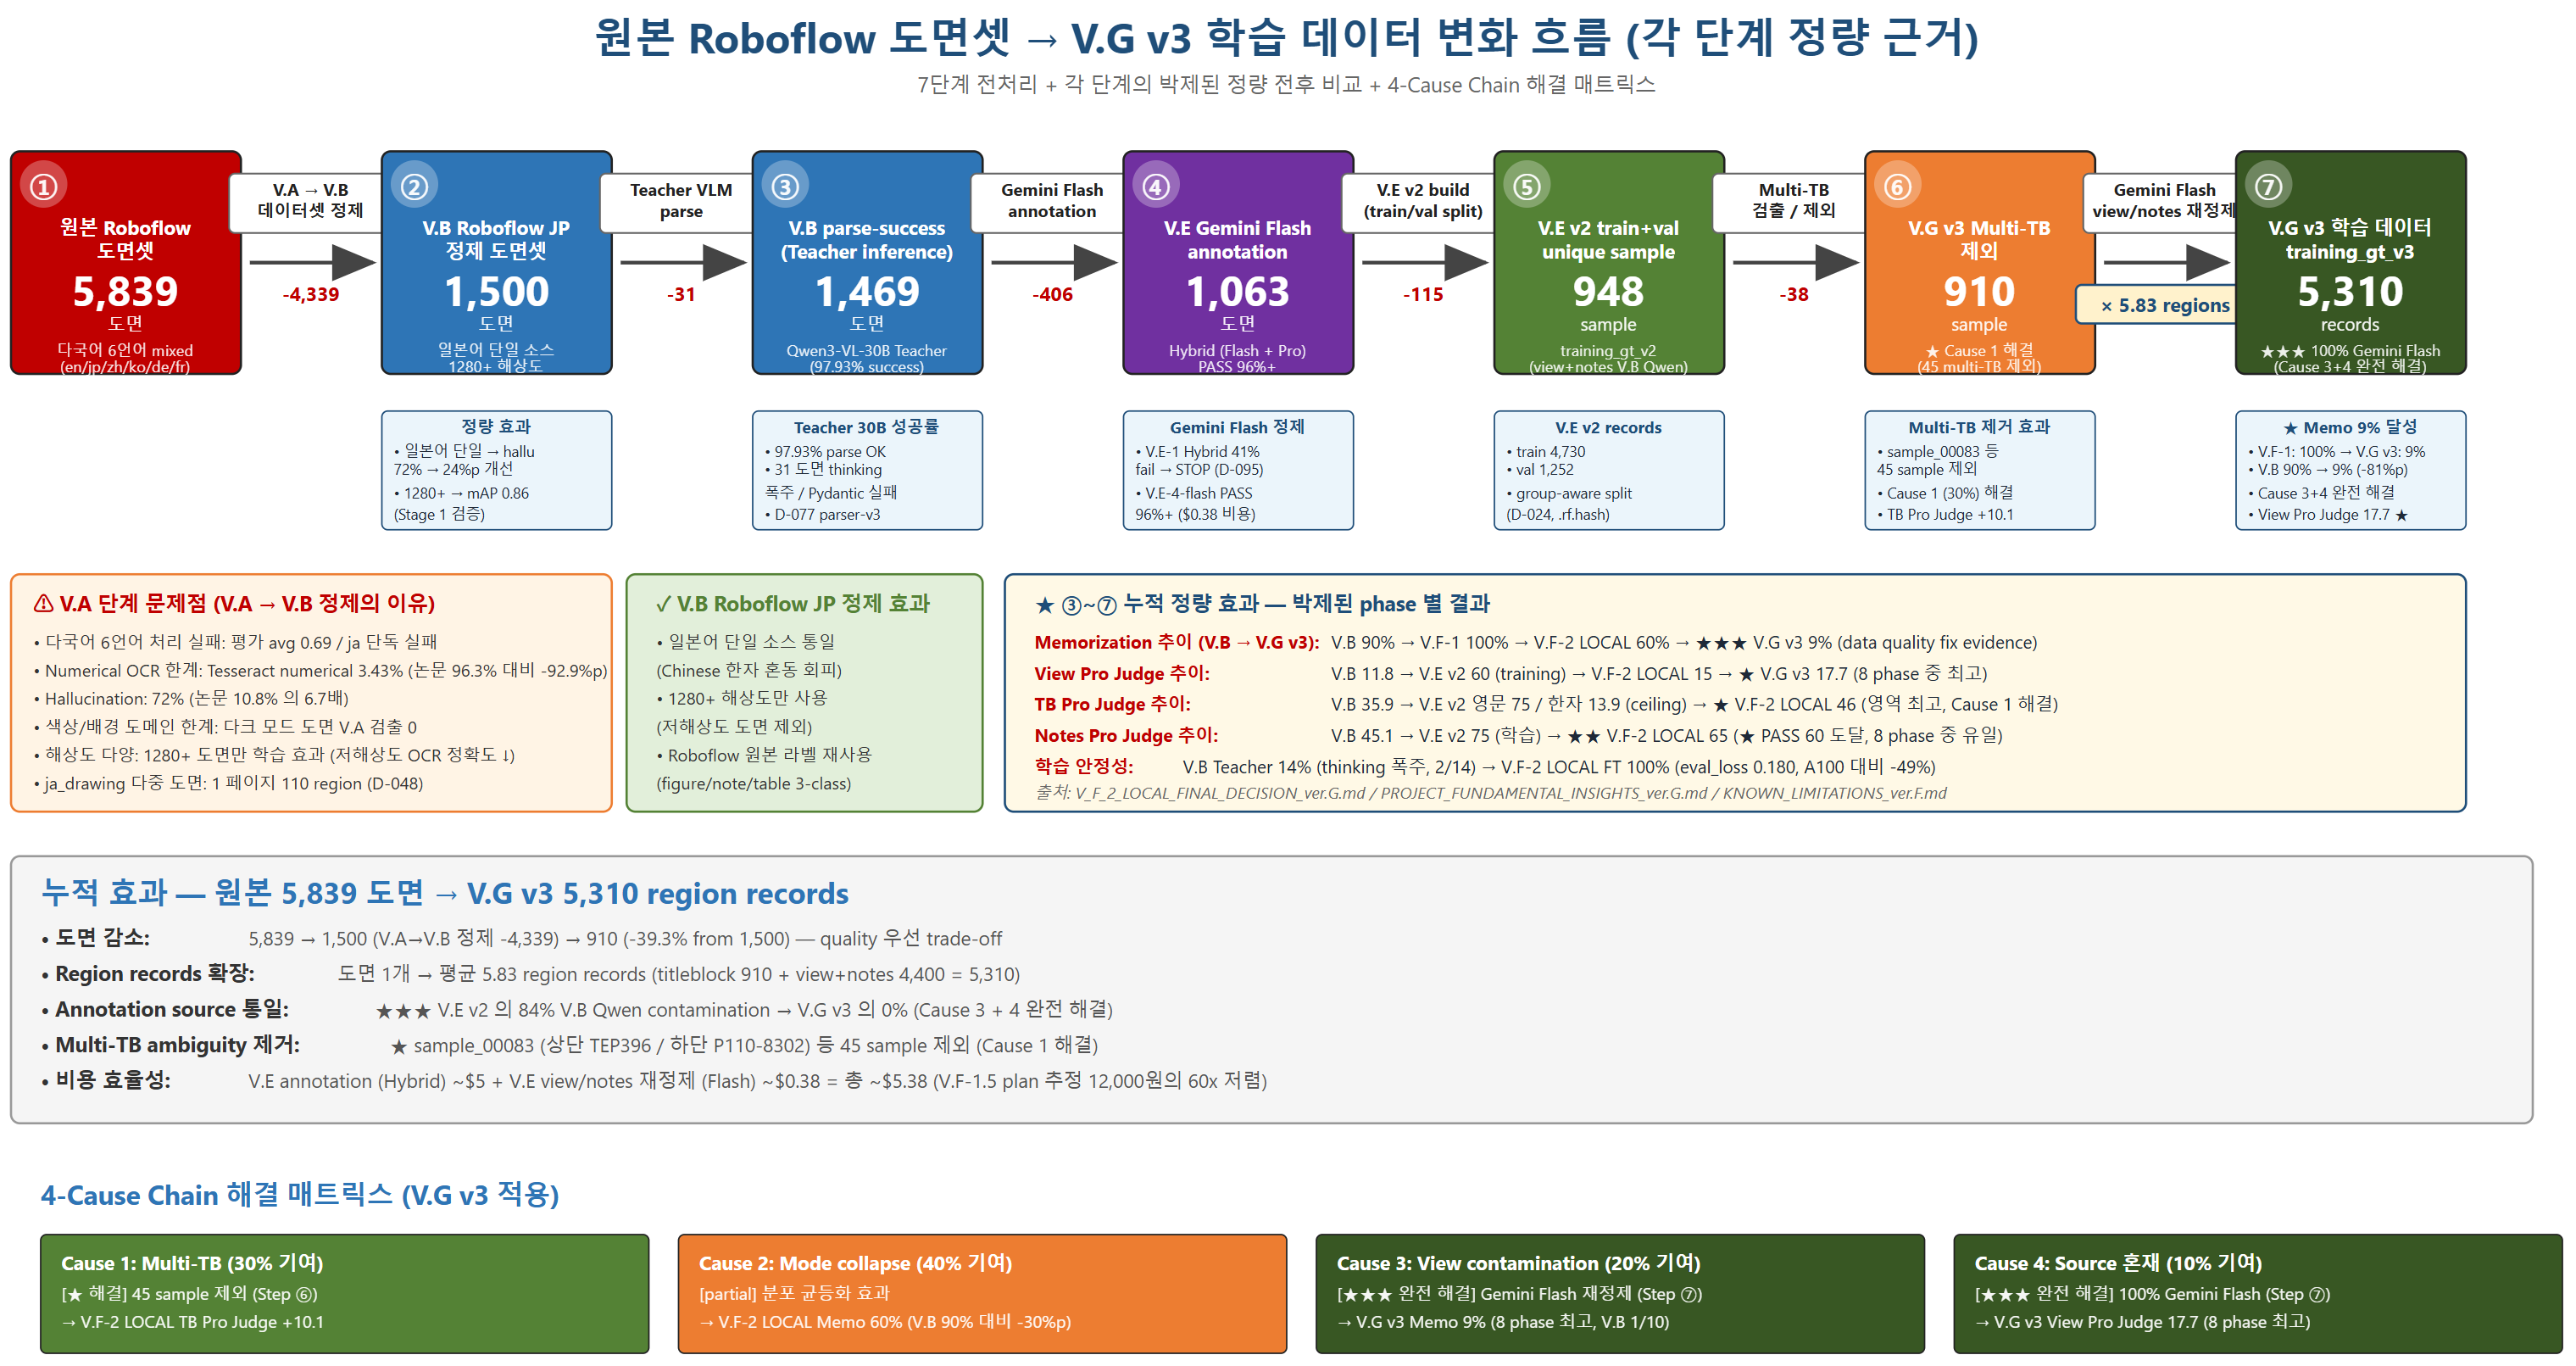 원본 Roboflow 도면셋 → V.G v3 학습 데이터 변화 흐름 (각 단계 정량 근거)
7단계 전처리 + 각 단계의 박제된 정량 전후 비교 + 4-Cause Chain 해결 매트릭스
①
원본 Roboflow
도면셋
5,839
도면
다국어 6언어 mixed
(en/jp/zh/ko/de/fr)
V.A → V.B
데이터셋 정제
-4,339
②
V.B Roboflow JP
정제 도면셋
1,500
도면
일본어 단일 소스
1280+ 해상도
Teacher VLM
parse
-31
③
V.B parse-success
(Teacher inference)
1,469
도면
Qwen3-VL-30B Teacher
(97.93% success)
Gemini Flash
annotation
-406
④
V.E Gemini Flash
annotation
1,063
도면
Hybrid (Flash + Pro)
PASS 96%+
V.E v2 build
(train/val split)
-115
⑤
V.E v2 train+val
unique sample
948
sample
training_gt_v2
(view+notes V.B Qwen)
Multi-TB
검출 / 제외
-38
⑥
V.G v3 Multi-TB
제외
910
sample
★ Cause 1 해결
(45 multi-TB 제외)
Gemini Flash
view/notes 재정제
× 5.83 regions
⑦
V.G v3 학습 데이터
training_gt_v3
5,310
records
★★★ 100% Gemini Flash
(Cause 3+4 완전 해결)
정량 효과
• 일본어 단일 → hallu
72% → 24%p 개선
• 1280+ → mAP 0.86
(Stage 1 검증)
Teacher 30B 성공률
• 97.93% parse OK
• 31 도면 thinking
폭주 / Pydantic 실패
• D-077 parser-v3
Gemini Flash 정제
• V.E-1 Hybrid 41%
fail → STOP (D-095)
• V.E-4-flash PASS
96%+ ($0.38 비용)
V.E v2 records
• train 4,730
• val 1,252
• group-aware split
(D-024, .rf.hash)
Multi-TB 제거 효과
• sample_00083 등
45 sample 제외
• Cause 1 (30%) 해결
• TB Pro Judge +10.1
★ Memo 9% 달성
• V.F-1: 100% → V.G v3: 9%
• V.B 90% → 9% (-81%p)
• Cause 3+4 완전 해결
• View Pro Judge 17.7 ★
⚠ V.A 단계 문제점 (V.A → V.B 정제의 이유)
• 다국어 6언어 처리 실패: 평가 avg 0.69 / ja 단독 실패
• Numerical OCR 한계: Tesseract numerical 3.43% (논문 96.3% 대비 -92.9%p)
• Hallucination: 72% (논문 10.8% 의 6.7배)
• 색상/배경 도메인 한계: 다크 모드 도면 V.A 검출 0
• 해상도 다양: 1280+ 도면만 학습 효과 (저해상도 OCR 정확도 ↓)
• ja_drawing 다중 도면: 1 페이지 110 region (D-048)
✓ V.B Roboflow JP 정제 효과
• 일본어 단일 소스 통일
(Chinese 한자 혼동 회피)
• 1280+ 해상도만 사용
(저해상도 도면 제외)
• Roboflow 원본 라벨 재사용
(figure/note/table 3-class)
★ ③~⑦ 누적 정량 효과 — 박제된 phase 별 결과
Memorization 추이 (V.B → V.G v3): V.B 90% → V.F-1 100% → V.F-2 LOCAL 60% → ★★★ V.G v3 9% (data quality fix evidence)
View Pro Judge 추이: V.B 11.8 → V.E v2 60 (training) → V.F-2 LOCAL 15 → ★ V.G v3 17.7 (8 phase 중 최고)
TB Pro Judge 추이: V.B 35.9 → V.E v2 영문 75 / 한자 13.9 (ceiling) → ★ V.F-2 LOCAL 46 (영역 최고, Cause 1 해결)
Notes Pro Judge 추이: V.B 45.1 → V.E v2 75 (학습) → ★★ V.F-2 LOCAL 65 (★ PASS 60 도달, 8 phase 중 유일)
학습 안정성: V.B Teacher 14% (thinking 폭주, 2/14) → V.F-2 LOCAL FT 100% (eval_loss 0.180, A100 대비 -49%)
출처: V_F_2_LOCAL_FINAL_DECISION_ver.G.md / PROJECT_FUNDAMENTAL_INSIGHTS_ver.G.md / KNOWN_LIMITATIONS_ver.F.md
누적 효과 — 원본 5,839 도면 → V.G v3 5,310 region records
• 도면 감소: 5,839 → 1,500 (V.A→V.B 정제 -4,339) → 910 (-39.3% from 1,500) — quality 우선 trade-off
• Region records 확장: 도면 1개 → 평균 5.83 region records (titleblock 910 + view+notes 4,400 = 5,310)
• Annotation source 통일: ★★★ V.E v2 의 84% V.B Qwen contamination → V.G v3 의 0% (Cause 3 + 4 완전 해결)
• Multi-TB ambiguity 제거: ★ sample_00083 (상단 TEP396 / 하단 P110-8302) 등 45 sample 제외 (Cause 1 해결)
• 비용 효율성: V.E annotation (Hybrid) ~$5 + V.E view/notes 재정제 (Flash) ~$0.38 = 총 ~$5.38 (V.F-1.5 plan 추정 12,000원의 60x 저렴)
4-Cause Chain 해결 매트릭스 (V.G v3 적용)
Cause 1: Multi-TB (30% 기여)
[★ 해결] 45 sample 제외 (Step ⑥)
→ V.F-2 LOCAL TB Pro Judge +10.1
Cause 2: Mode collapse (40% 기여)
[partial] 분포 균등화 효과
→ V.F-2 LOCAL Memo 60% (V.B 90% 대비 -30%p)
Cause 3: View contamination (20% 기여)
[★★★ 완전 해결] Gemini Flash 재정제 (Step ⑦)
→ V.G v3 Memo 9% (8 phase 최고, V.B 1/10)
Cause 4: Source 혼재 (10% 기여)
[★★★ 완전 해결] 100% Gemini Flash (Step ⑦)
→ V.G v3 View Pro Judge 17.7 (8 phase 최고)